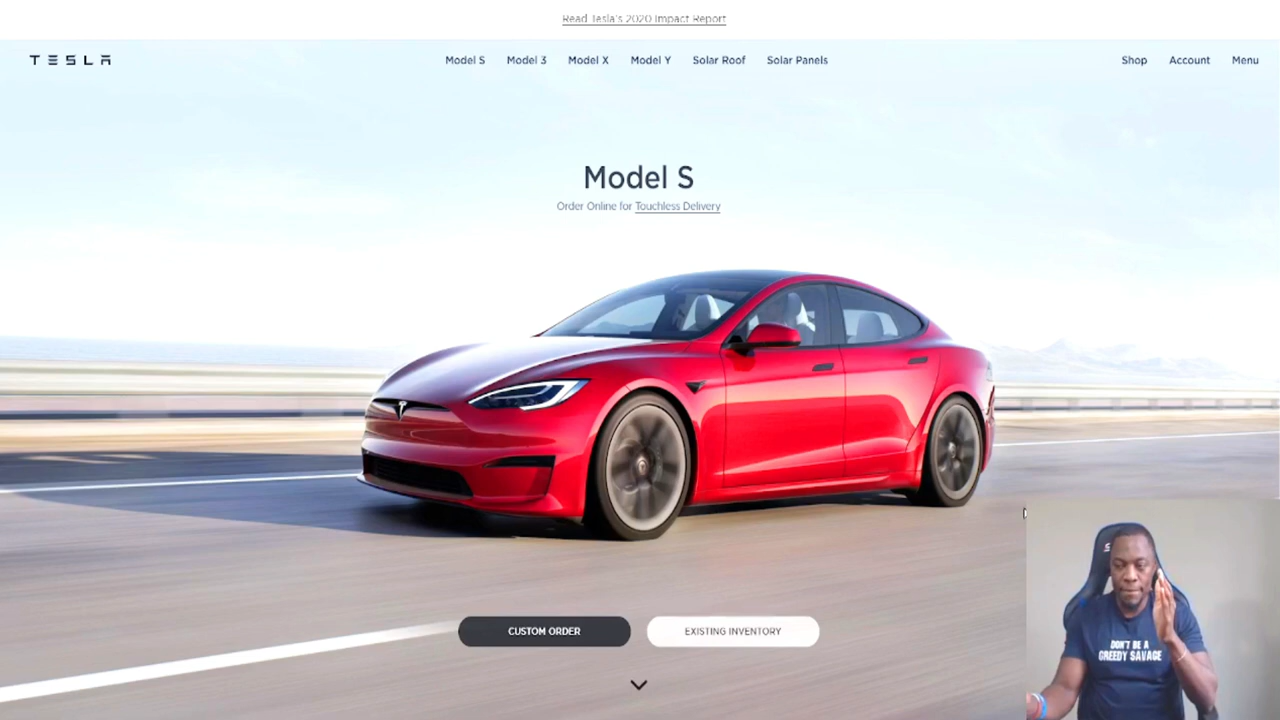 Read Tesla's 2020 Impact Report
TESLA
Model S
Model 3
Model X
Model Y
Solar Roof
Solar Panels
Shop
Account
Menu
Model S
Order Online for Touchless Delivery
CUSTOM ORDER
EXISTING INVENTORY
DON'T BE A
GREEDY SAVAGE